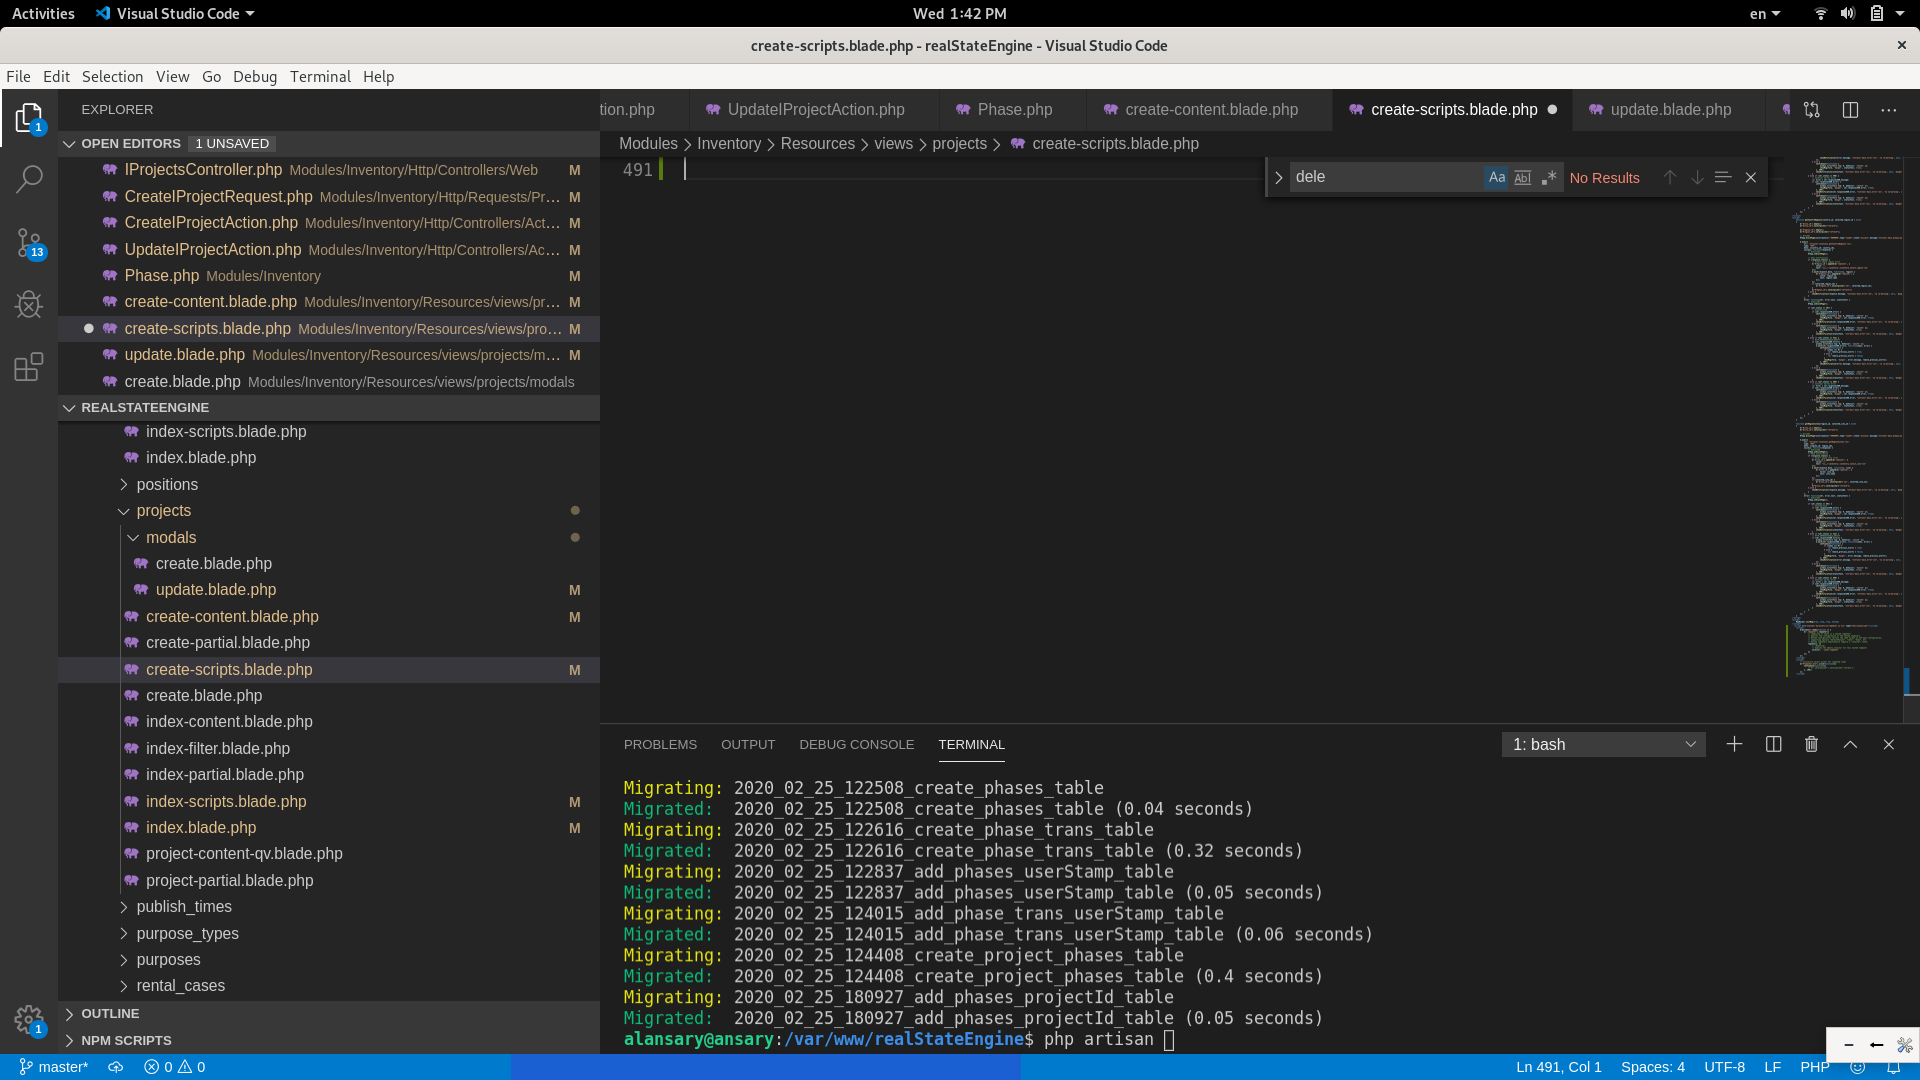 Activities Visual Studio Code Wed 1:42 PM en
create-scripts.blade.php - realStateEngine - Visual Studio Code
File Edit Selection View Go Debug Terminal Help
EXPLORER
OPEN EDITORS 1 UNSAVED
IProjectsController.php Modules/Inventory/Http/Controllers/Web M
CreateIProjectRequest.php Modules/Inventory/Http/Requests/Pr... M
CreateIProjectAction.php Modules/Inventory/Http/Controllers/Act... M
UpdateIProjectAction.php Modules/Inventory/Http/Controllers/Ac... M
Phase.php Modules/Inventory M
create-content.blade.php Modules/Inventory/Resources/views/pr... M
create-scripts.blade.php Modules/Inventory/Resources/views/pro... M
update.blade.php Modules/Inventory/Resources/views/projects/m... M
create.blade.php Modules/Inventory/Resources/views/projects/modals
REALSTATEENGINE
index-scripts.blade.php
index.blade.php
positions
projects
modals
create.blade.php
update.blade.php M
create-content.blade.php M
create-partial.blade.php
create-scripts.blade.php M
create.blade.php
index-content.blade.php
index-filter.blade.php
index-partial.blade.php
index-scripts.blade.php M
index.blade.php M
project-content-qv.blade.php
project-partial.blade.php
publish_times
purpose_types
purposes
rental_cases
OUTLINE
NPM SCRIPTS
1
13
1
tion.php UpdateIProjectAction.php Phase.php create-content.blade.php create-scripts.blade.php update.blade.php
Modules Inventory Resources views projects create-scripts.blade.php
491
dele Aa Abl .* No Results
PROBLEMS OUTPUT DEBUG CONSOLE TERMINAL 1: bash
Migrating: 2020_02_25_122508_create_phases_table
Migrated: 2020_02_25_122508_create_phases_table (0.04 seconds)
Migrating: 2020_02_25_122616_create_phase_trans_table
Migrated: 2020_02_25_122616_create_phase_trans_table (0.32 seconds)
Migrating: 2020_02_25_122837_add_phases_userStamp_table
Migrated: 2020_02_25_122837_add_phases_userStamp_table (0.05 seconds)
Migrating: 2020_02_25_124015_add_phase_trans_userStamp_table
Migrated: 2020_02_25_124015_add_phase_trans_userStamp_table (0.06 seconds)
Migrating: 2020_02_25_124408_create_project_phases_table
Migrated: 2020_02_25_124408_create_project_phases_table (0.4 seconds)
Migrating: 2020_02_25_180927_add_phases_projectId_table
Migrated: 2020_02_25_180927_add_phases_projectId_table (0.05 seconds)
alansary@ansary:/var/www/realStateEngine$ php artisan
master* 0 0 Ln 491, Col 1 Spaces: 4 UTF-8 LF PHP